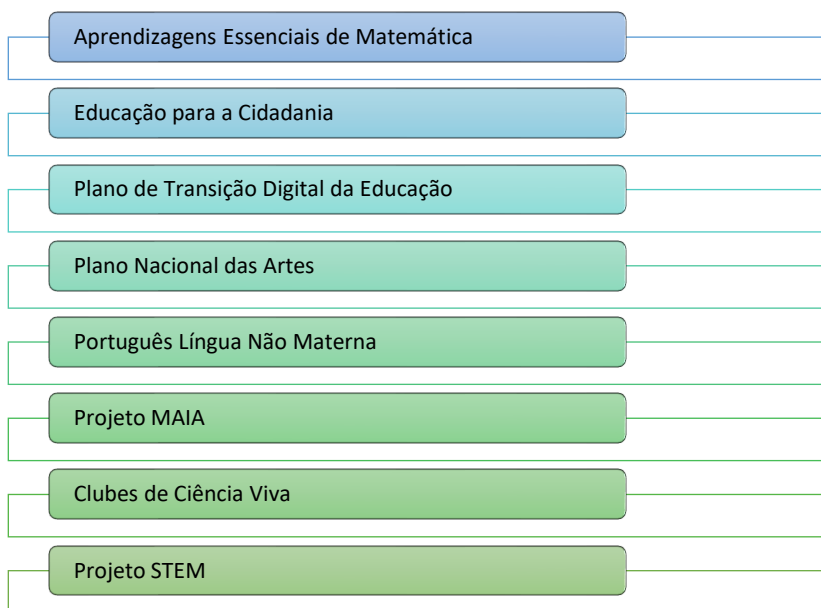 Aprendizagens Essenciais de Matemática
Educação para a Cidadania
Plano de Transição Digital da Educação
Plano Nacional das Artes
Português Língua Não Materna
Projeto MAIA
Clubes de Ciência Viva
Projeto STEM